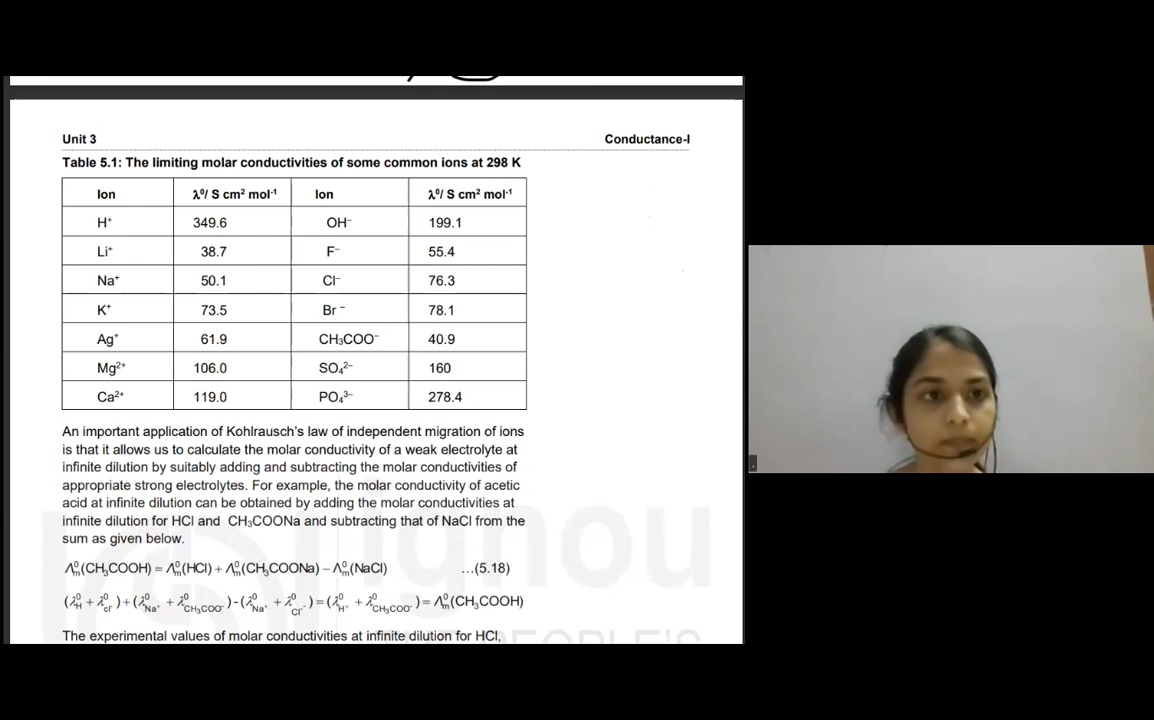 Unit 3 Conductance-I
Table 5.1: The limiting molar conductivities of some common ions at 298 K
Ion λ⁰/ S cm² mol⁻¹ Ion λ⁰/ S cm² mol⁻¹
H⁺ 349.6 OH⁻ 199.1
Li⁺ 38.7 F⁻ 55.4
Na⁺ 50.1 Cl⁻ 76.3
K⁺ 73.5 Br⁻ 78.1
Ag⁺ 61.9 CH₃COO⁻ 40.9
Mg²⁺ 106.0 SO₄²⁻ 160
Ca²⁺ 119.0 PO₄³⁻ 278.4
An important application of Kohlrausch's law of independent migration of ions
is that it allows us to calculate the molar conductivity of a weak electrolyte at
infinite dilution by suitably adding and subtracting the molar conductivities of
appropriate strong electrolytes. For example, the molar conductivity of acetic
acid at infinite dilution can be obtained by adding the molar conductivities at
infinite dilution for HCl and CH₃COONa and subtracting that of NaCl from the
sum as given below.
Λ⁰m(CH₃COOH) = Λ⁰m(HCl) + Λ⁰m(CH₃COONa) − Λ⁰m(NaCl) ...(5.18)
(λ⁰H⁺ + λ⁰Cl⁻) + (λ⁰Na⁺ + λ⁰CH₃COO⁻) - (λ⁰Na⁺ + λ⁰Cl⁻) = (λ⁰H⁺ + λ⁰CH₃COO⁻) = Λ⁰m(CH₃COOH)
The experimental values of molar conductivities at infinite dilution for HCl,
ignou
PEOPLE'S